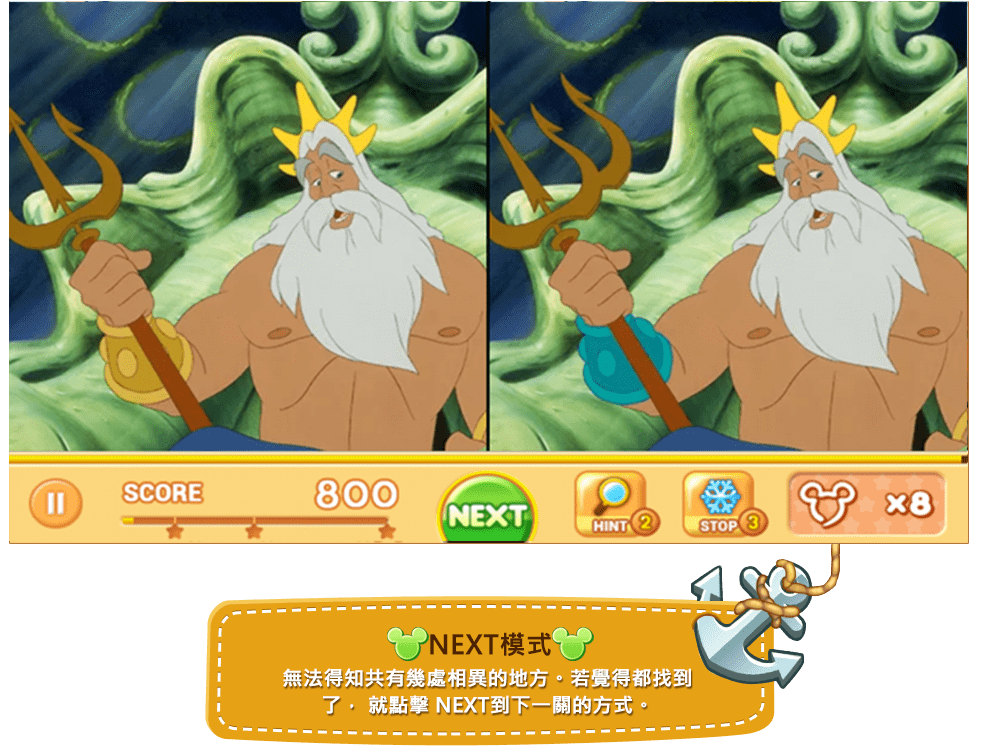 SCORE
800
NEXT
HINT 2
STOP 3
x8
NEXT模式
無法得知共有幾處相異的地方。若覺得都找到
了， 就點擊 NEXT到下一關的方式。